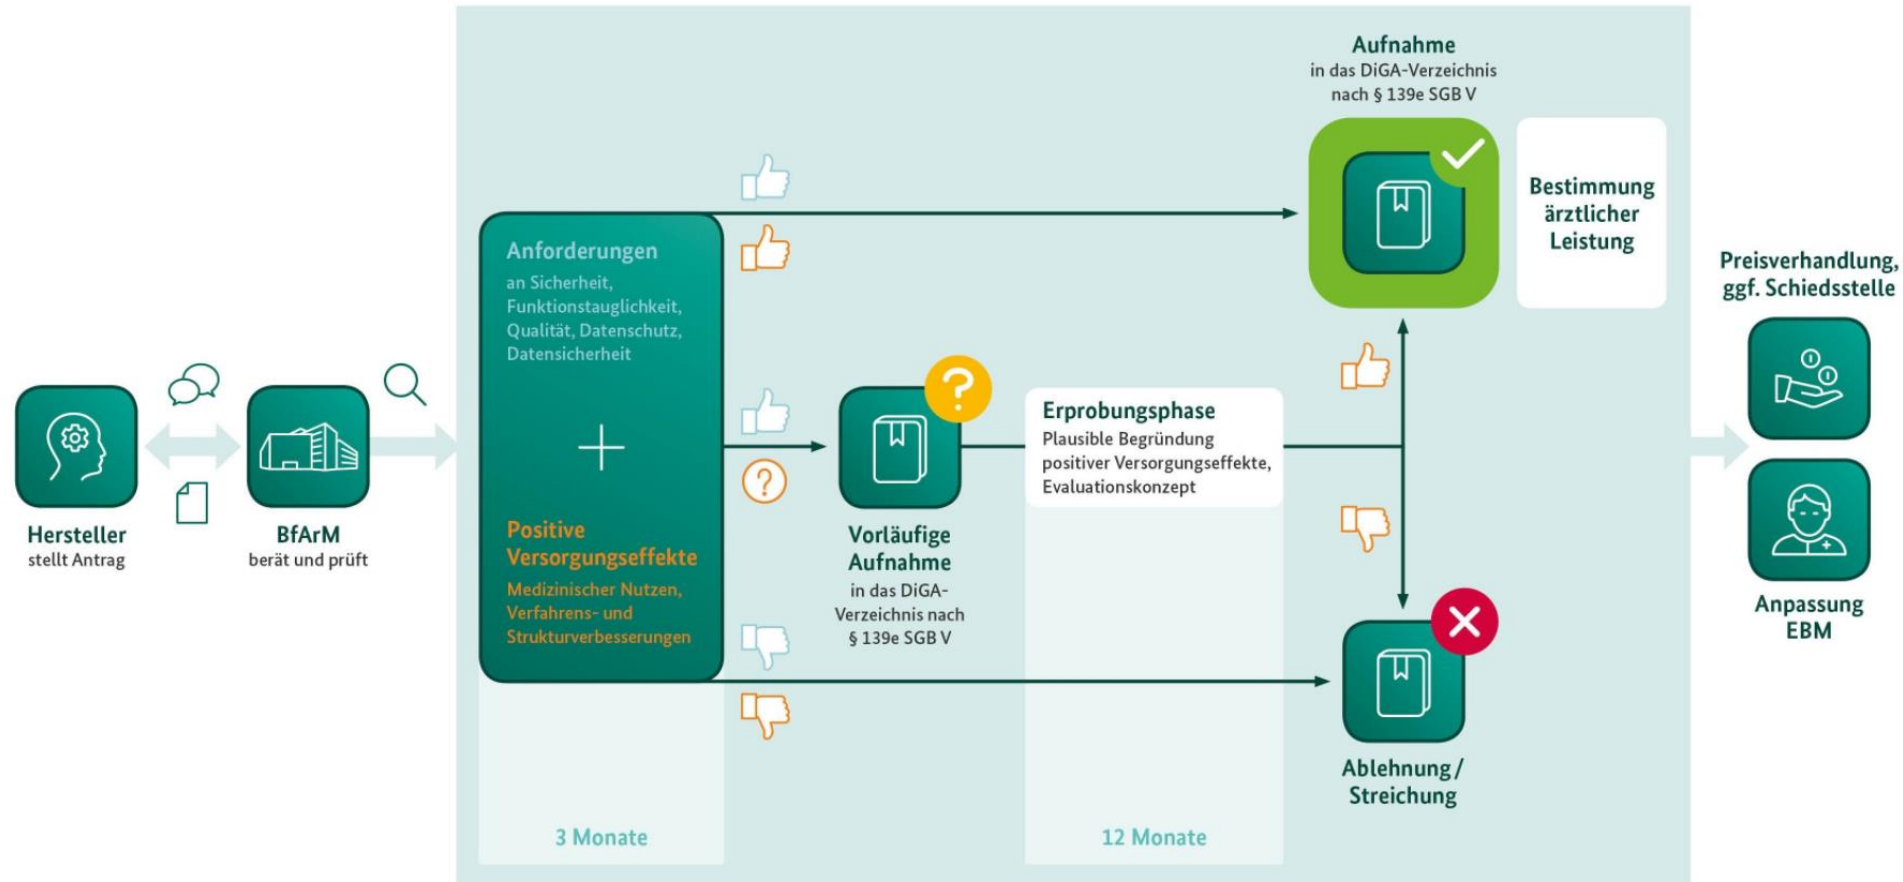 Hersteller
stellt Antrag
BfArM
berät und prüft
Anforderungen
an Sicherheit,
Funktionstauglichkeit,
Qualität, Datenschutz,
Datensicherheit
Positive
Versorgungseffekte
Medizinischer Nutzen,
Verfahrens- und
Strukturverbesserungen
3 Monate
Vorläufige
Aufnahme
in das DiGA-
Verzeichnis nach
§ 139e SGB V
Erprobungsphase
Plausible Begründung
positiver Versorgungseffekte,
Evaluationskonzept
12 Monate
Aufnahme
in das DiGA-Verzeichnis
nach § 139e SGB V
Bestimmung
ärztlicher
Leistung
Ablehnung/
Streichung
Preisverhandlung,
ggf. Schiedsstelle
Anpassung
EBM